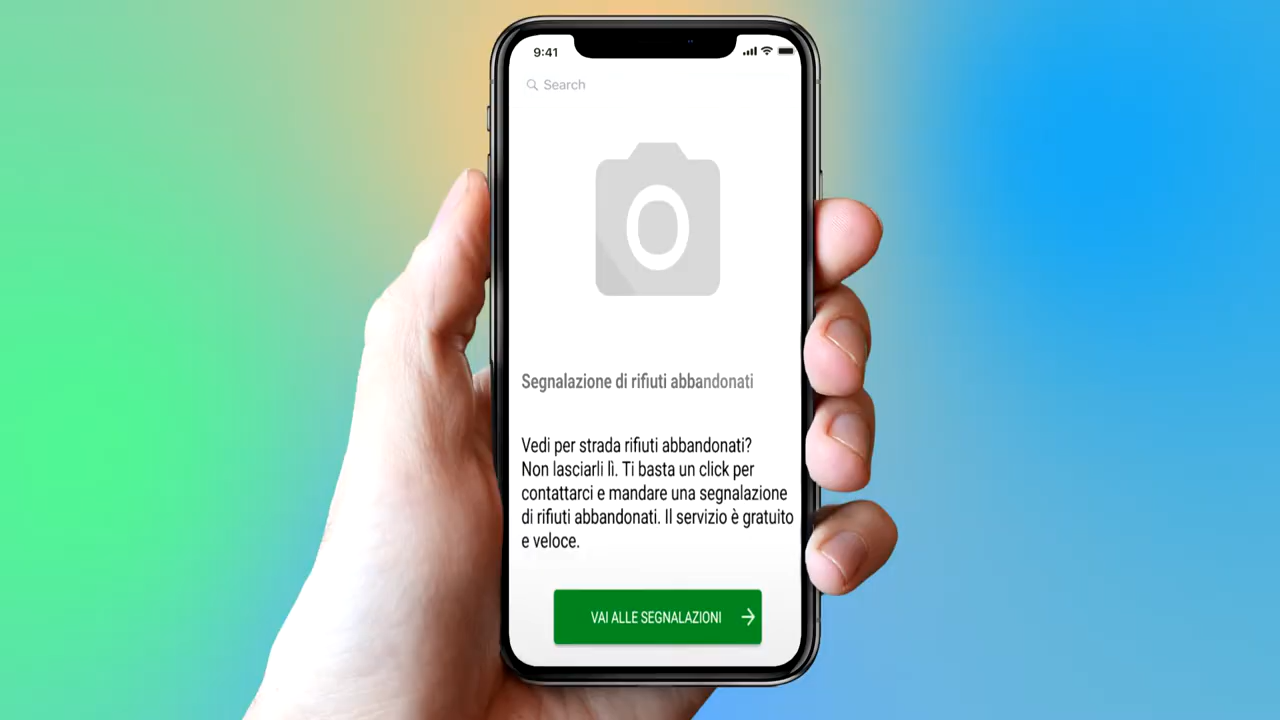 9:41
Search
Segnalazione di rifiuti abbandonati
Vedi per strada rifiuti abbandonati?
Non lasciarli lì. Ti basta un click per
contattarci e mandare una segnalazione
di rifiuti abbandonati. Il servizio è gratuito
e veloce.
VAI ALLE SEGNALAZIONI